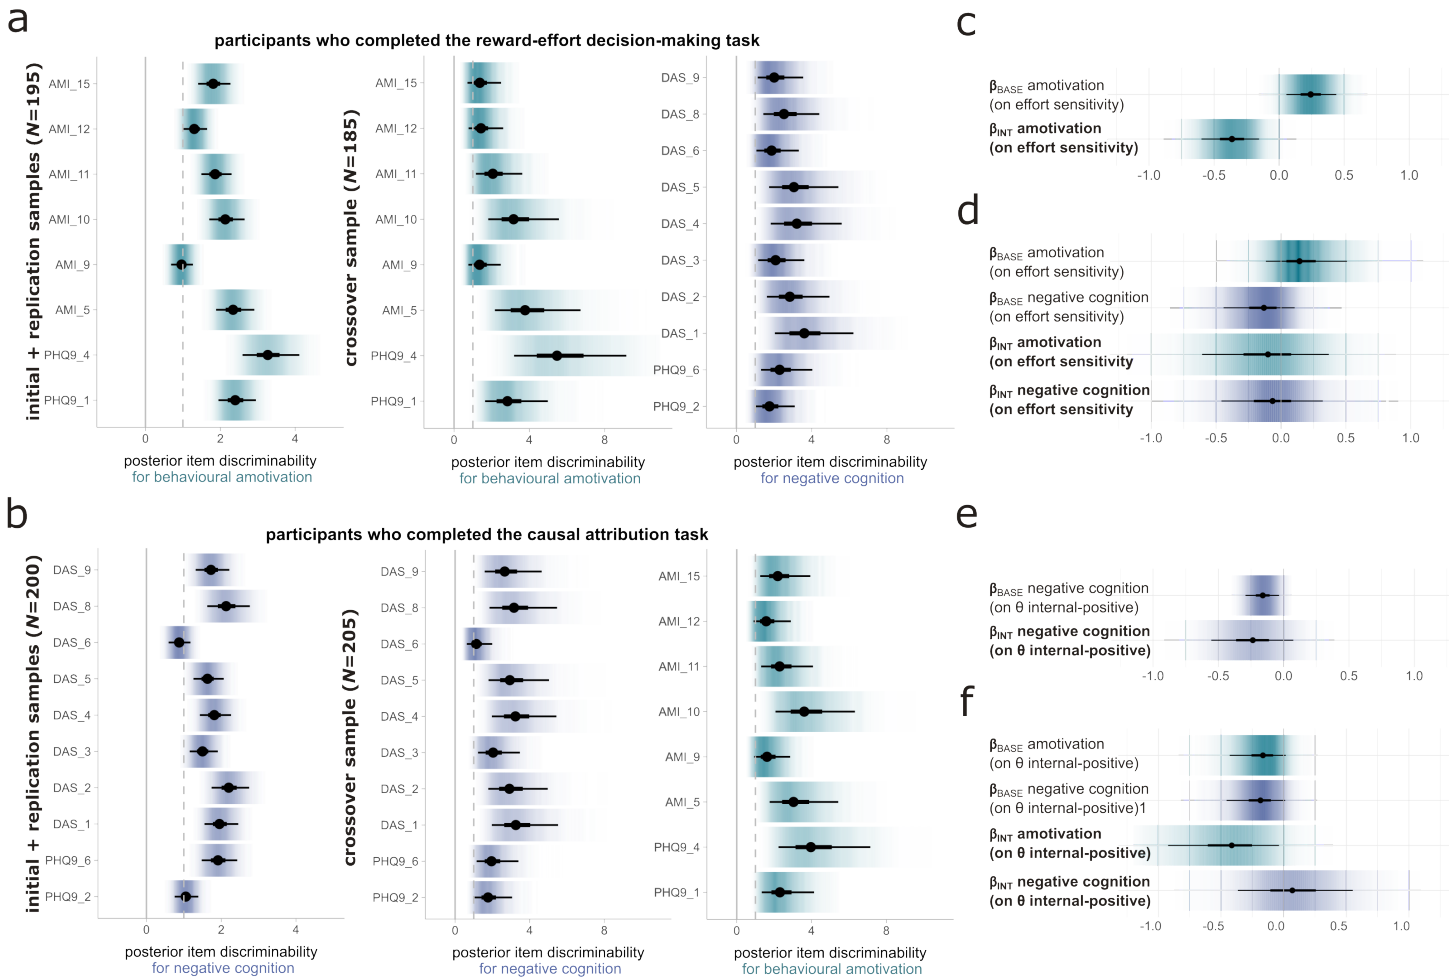 a
participants who completed the reward-effort decision-making task
initial + replication samples (N=195)
AMI_15
AMI_12
AMI_11
AMI_10
AMI_9
AMI_5
PHQ9_4
PHQ9_1
0
2
4
posterior item discriminability
for behavioural amotivation
crossover sample (N=185)
AMI_15
AMI_12
AMI_11
AMI_10
AMI_9
AMI_5
PHQ9_4
PHQ9_1
0
4
8
posterior item discriminability
for behavioural amotivation
DAS_9
DAS_8
DAS_6
DAS_5
DAS_4
DAS_3
DAS_2
DAS_1
PHQ9_6
PHQ9_2
0
4
8
posterior item discriminability
for negative cognition
b
participants who completed the causal attribution task
initial + replication samples (N=200)
DAS_9
DAS_8
DAS_6
DAS_5
DAS_4
DAS_3
DAS_2
DAS_1
PHQ9_6
PHQ9_2
0
2
4
posterior item discriminability
for negative cognition
crossover sample (N=205)
DAS_9
DAS_8
DAS_6
DAS_5
DAS_4
DAS_3
DAS_2
DAS_1
PHQ9_6
PHQ9_2
0
4
8
posterior item discriminability
for negative cognition
AMI_15
AMI_12
AMI_11
AMI_10
AMI_9
AMI_5
PHQ9_4
PHQ9_1
0
4
8
posterior item discriminability
for behavioural amotivation
c
βBASE amotivation
(on effort sensitivity)
βINT amotivation
(on effort sensitivity)
-1.0 -0.5 0.0 0.5 1.0
d
βBASE amotivation
(on effort sensitivity)
βBASE negative cognition
(on effort sensitivity)
βINT amotivation
(on effort sensitivity
βINT negative cognition
(on effort sensitivity
-1.0 -0.5 0.0 0.5 1.0
e
βBASE negative cognition
(on θ internal-positive)
βINT negative cognition
(on θ internal-positive)
-1.0 -0.5 0.0 0.5 1.0
f
βBASE amotivation
(on θ internal-positive)
βBASE negative cognition
(on θ internal-positive)1
βINT amotivation
(on θ internal-positive)
βINT negative cognition
(on θ internal-positive)
-1.0 -0.5 0.0 0.5 1.0